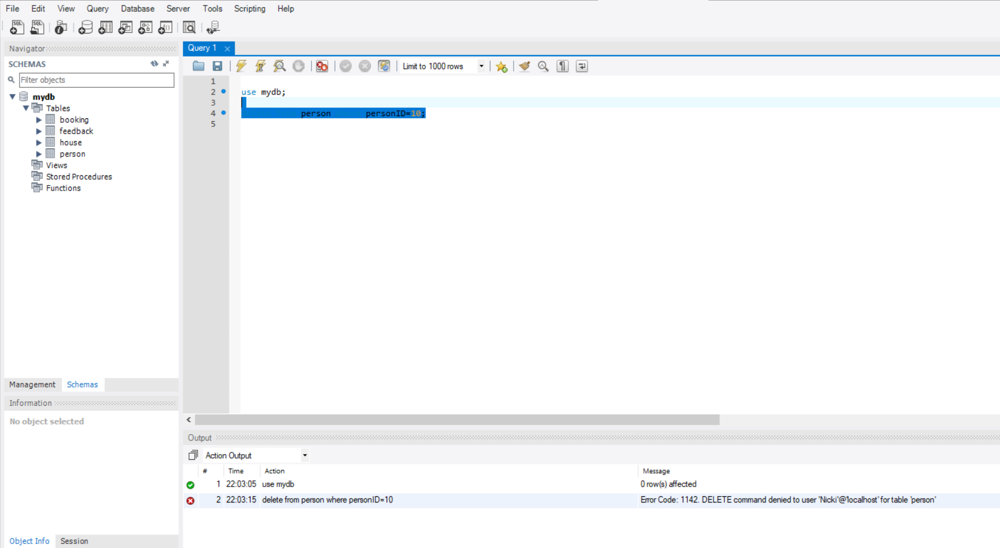 File Edit View Query Database Server Tools Scripting Help
SQL SQL
Navigator
SCHEMAS
Filter objects
mydb
Tables
booking
feedback
house
person
Views
Stored Procedures
Functions
Management Schemas
Information
No object selected
Object Info Session
Query 1
Limit to 1000 rows
1
2 use mydb;
3
4 person personID=10;
5
Output
Action Output
# Time Action Message
1 22:03:05 use mydb 0 row(s) affected
2 22:03:15 delete from person where personID=10 Error Code: 1142. DELETE command denied to user 'Nicki'@'localhost' for table 'person'